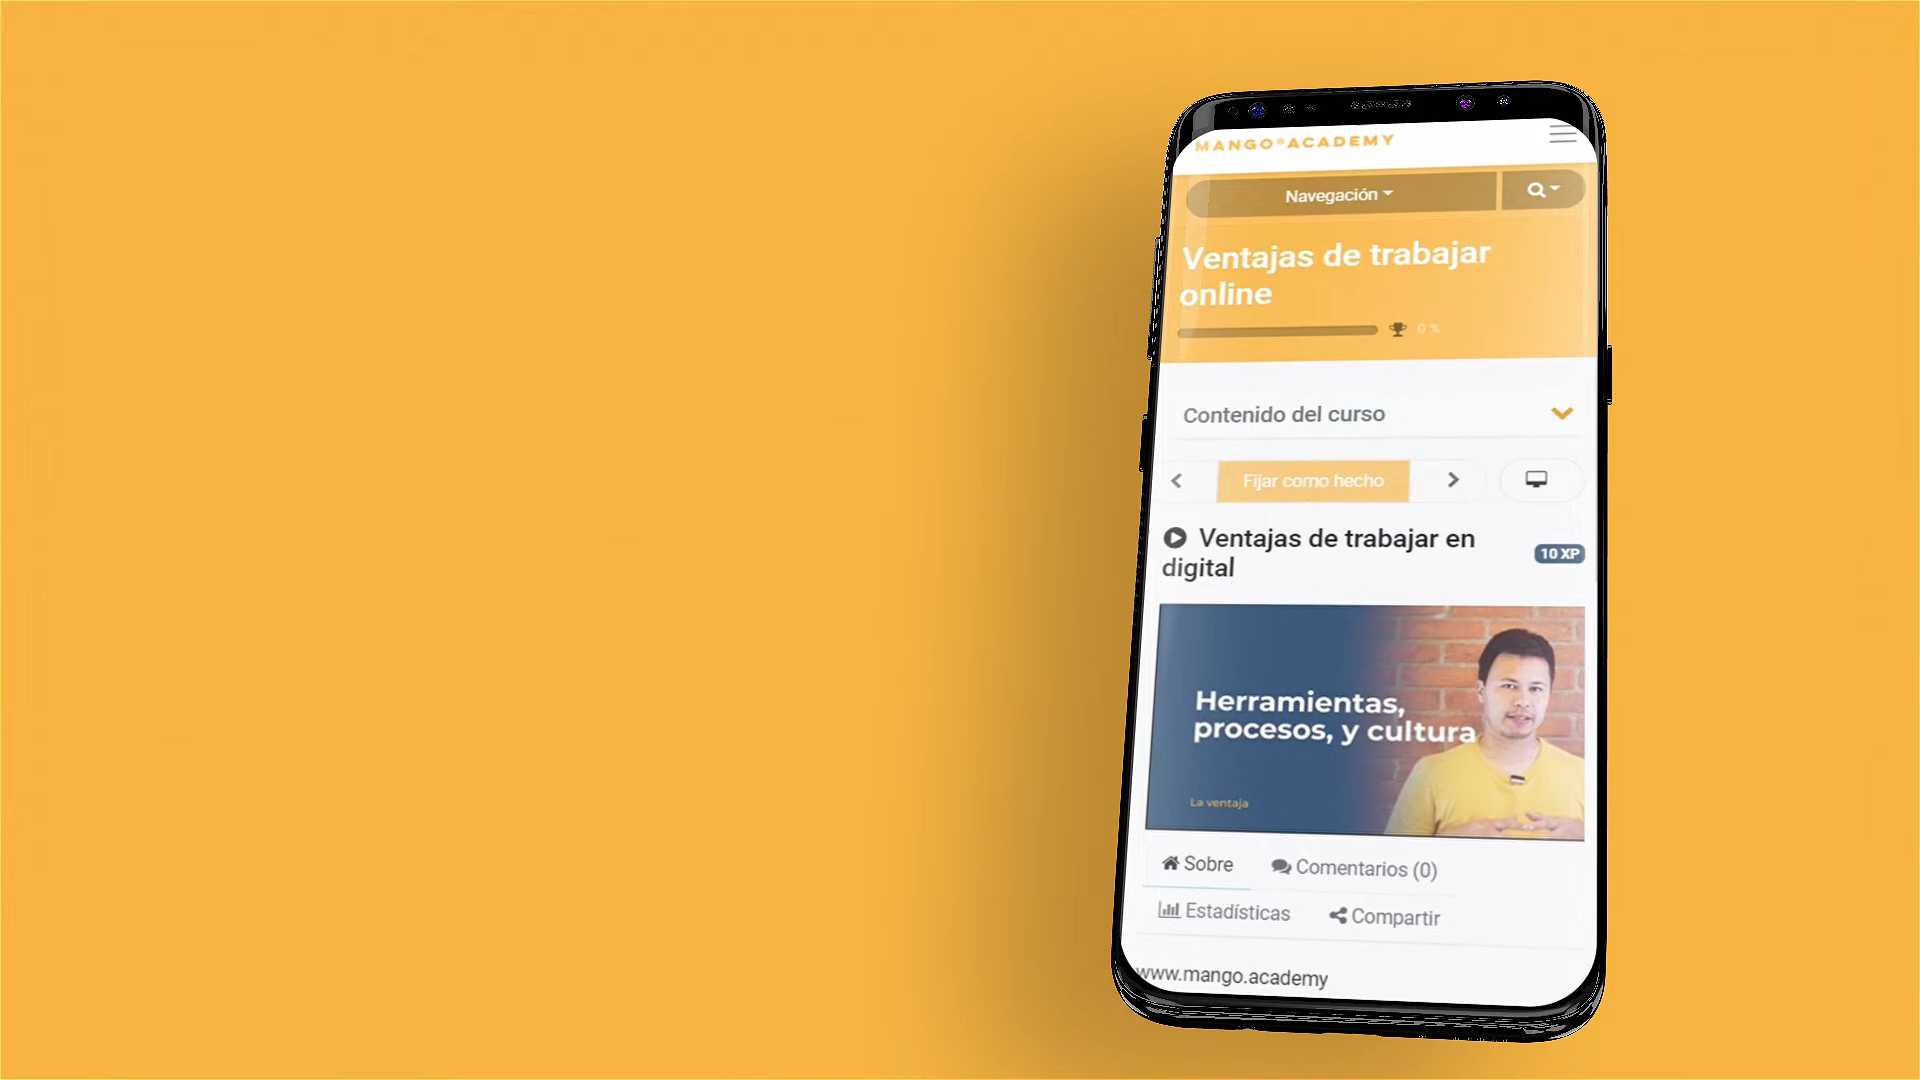 MANGO ACADEMY
Navegación
Ventajas de trabajar
online
0 %
Contenido del curso
Fijar como hecho
Ventajas de trabajar en
digital
10 XP
Herramientas,
procesos, y cultura
La ventaja
Sobre
Comentarios (0)
Estadísticas
Compartir
www.mango.academy